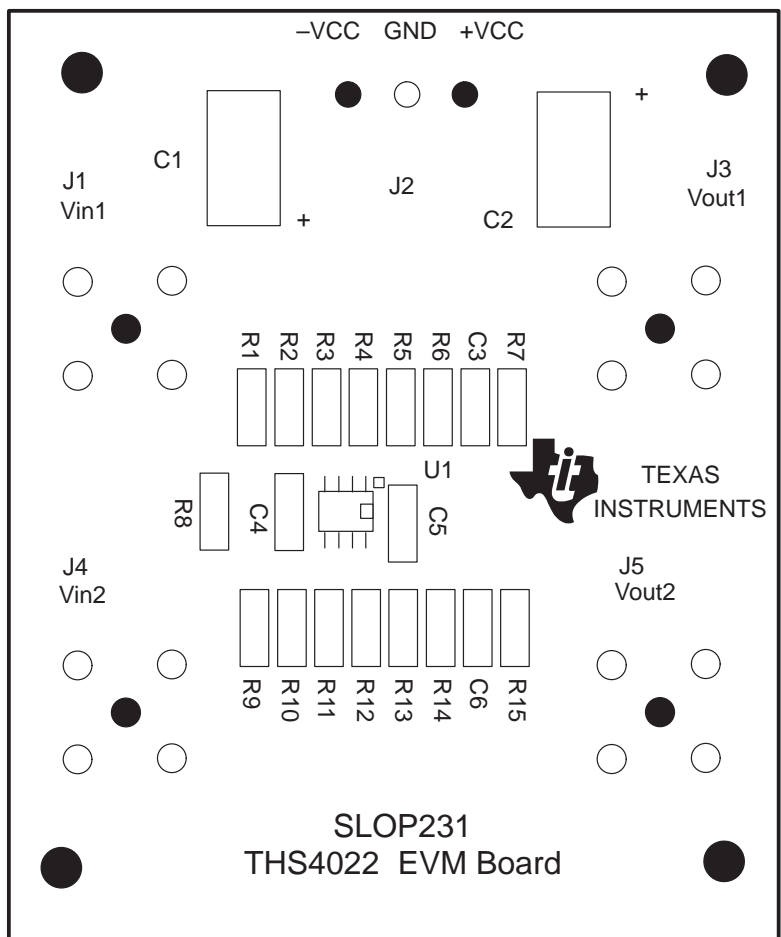 –VCC GND +VCC
+
C1
J2
J1
Vin1
+
C2
J3
Vout1
R1 R2 R3 R4 R5 R6 C3 R7
U1
R8 C4 C5
TEXAS
INSTRUMENTS
J4
Vin2
J5
Vout2
R9 R10 R11 R12 R13 R14 C6 R15
SLOP231
THS4022 EVM Board